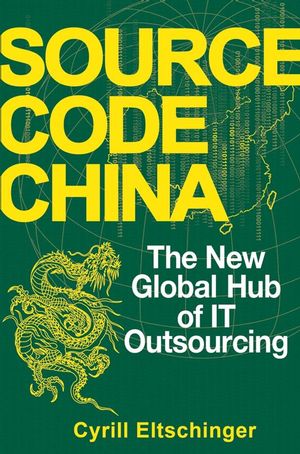 SOURCE
CODE
CHINA
The New
Global Hub
of IT
Outsourcing
Cyrill Eltschinger